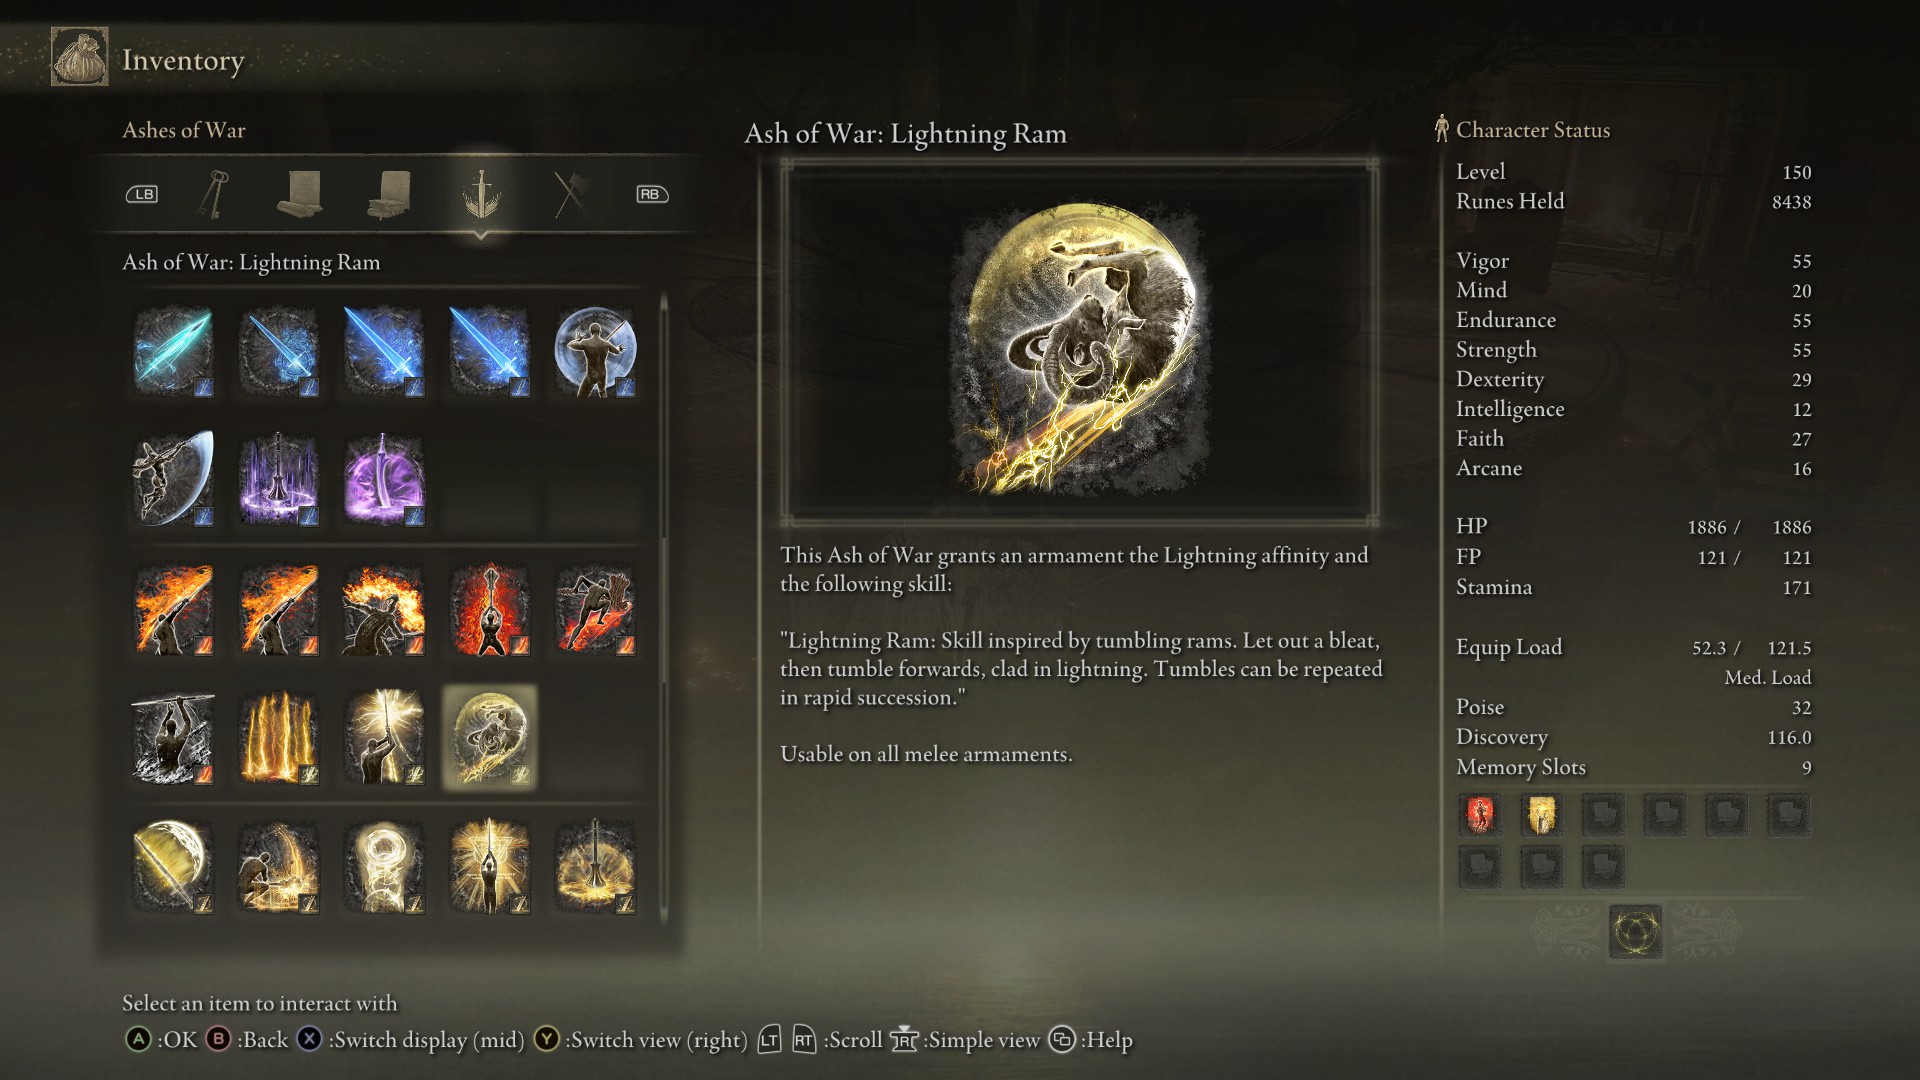 Inventory
Ashes of War
LB
RB
Ash of War: Lightning Ram
Ash of War: Lightning Ram
This Ash of War grants an armament the Lightning affinity and
the following skill:
"Lightning Ram: Skill inspired by tumbling rams. Let out a bleat,
then tumble forwards, clad in lightning. Tumbles can be repeated
in rapid succession."
Usable on all melee armaments.
Character Status
Level 150
Runes Held 8438
Vigor 55
Mind 20
Endurance 55
Strength 55
Dexterity 29
Intelligence 12
Faith 27
Arcane 16
HP 1886 / 1886
FP 121 / 121
Stamina 171
Equip Load 52.3 / 121.5
Med. Load
Poise 32
Discovery 116.0
Memory Slots 9
Select an item to interact with
A :OK B :Back X :Switch display (mid) Y :Switch view (right) LT RT :Scroll R :Simple view :Help